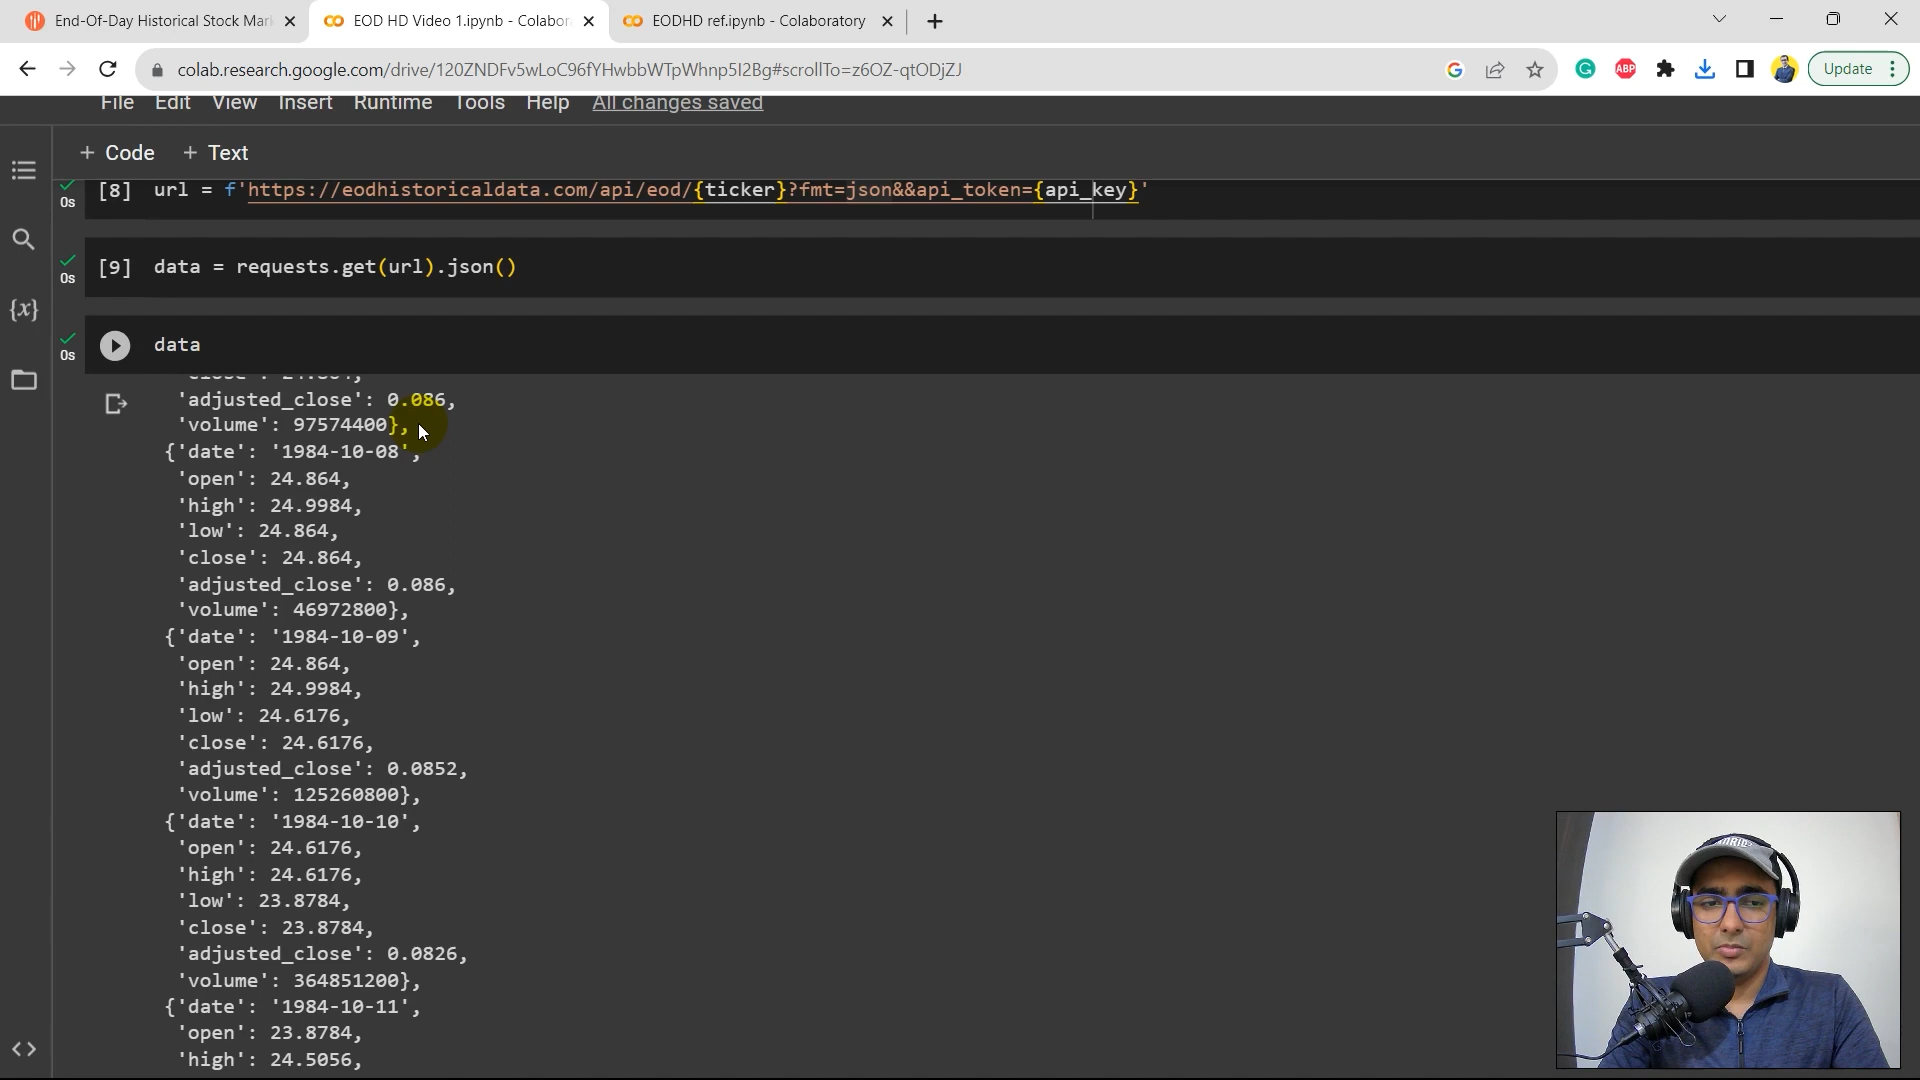 End-Of-Day Historical Stock Mar
EOD HD Video 1.ipynb - Colabor
EODHD ref.ipynb - Colaboratory
colab.research.google.com/drive/120ZNDFv5wLoC96fYHwbbWTpWhnp5I2Bg#scrollTo=z6OZ-qtODjZJ
ABP
Update
File Edit View Insert Runtime Tools Help All changes saved
+ Code + Text
[8] url = f'https://eodhistoricaldata.com/api/eod/{ticker}?fmt=json&&api_token={api_key}'
0s
[9] data = requests.get(url).json()
0s
data
0s
'close': 24.864,
'adjusted_close': 0.086,
'volume': 97574400},
{'date': '1984-10-08',
'open': 24.864,
'high': 24.9984,
'low': 24.864,
'close': 24.864,
'adjusted_close': 0.086,
'volume': 46972800},
{'date': '1984-10-09',
'open': 24.864,
'high': 24.9984,
'low': 24.6176,
'close': 24.6176,
'adjusted_close': 0.0852,
'volume': 125260800},
{'date': '1984-10-10',
'open': 24.6176,
'high': 24.6176,
'low': 23.8784,
'close': 23.8784,
'adjusted_close': 0.0826,
'volume': 364851200},
{'date': '1984-10-11',
'open': 23.8784,
'high': 24.5056,